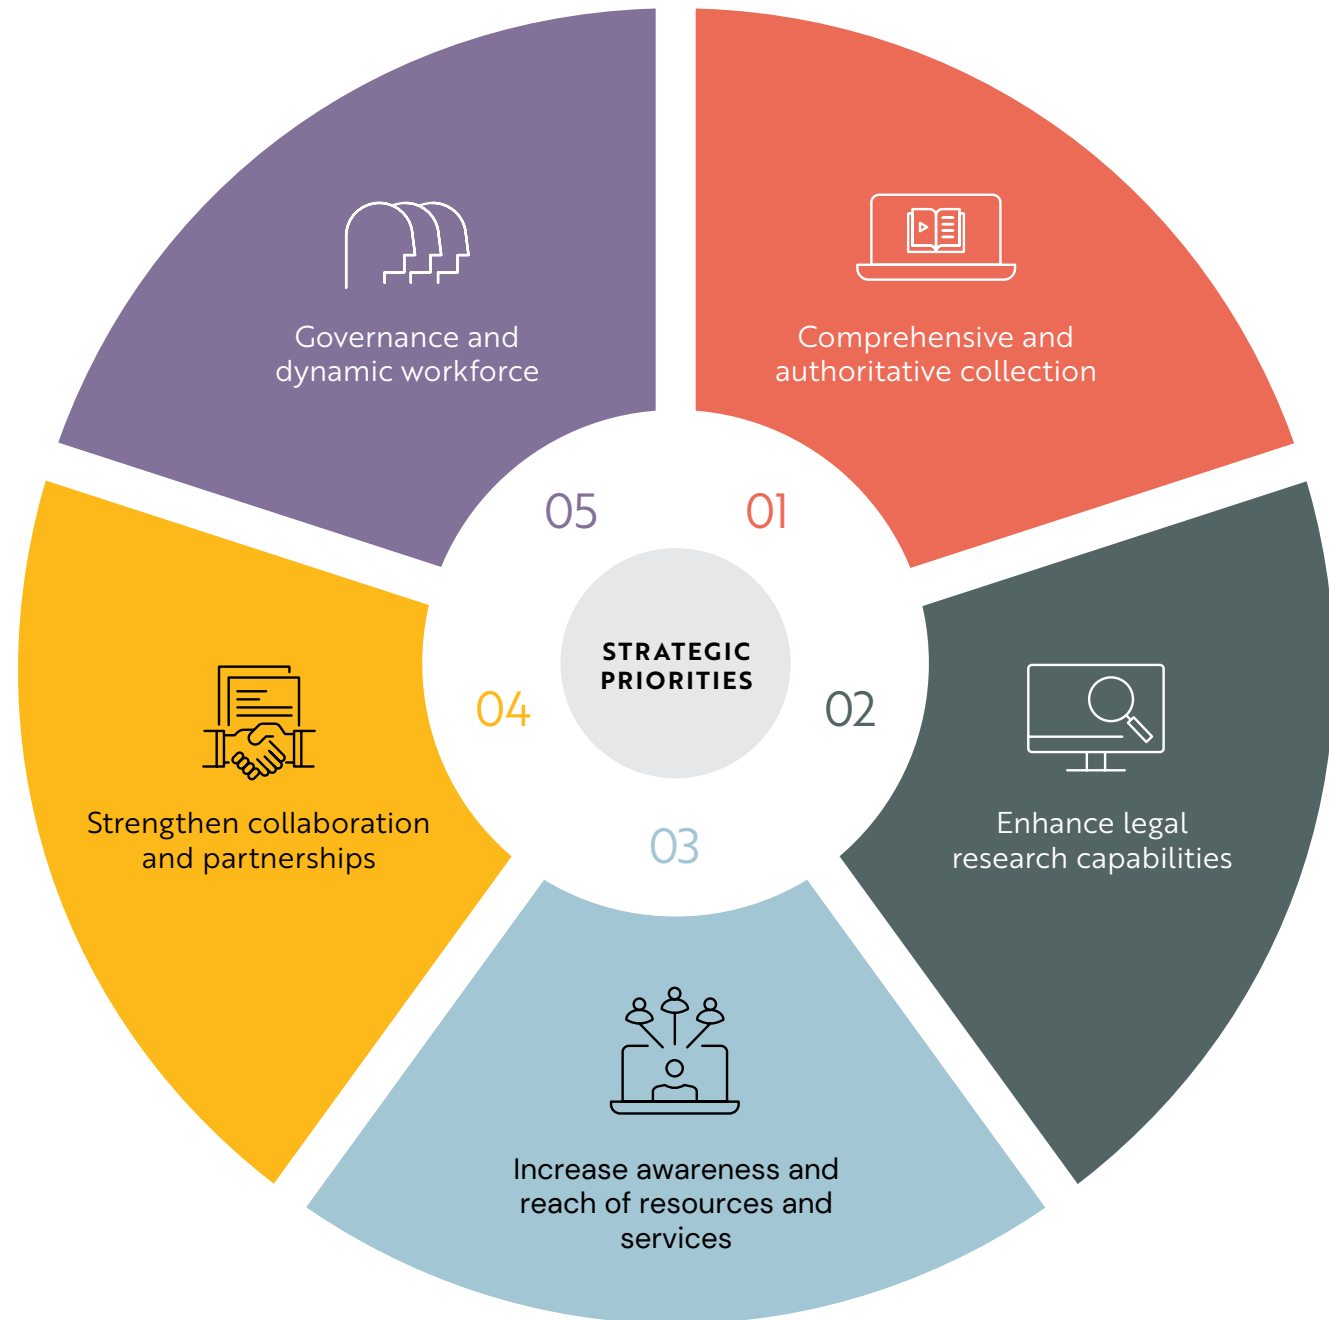 STRATEGIC
PRIORITIES
01
Comprehensive and
authoritative collection
02
Enhance legal
research capabilities
03
Increase awareness and
reach of resources and
services
04
Strengthen collaboration
and partnerships
05
Governance and
dynamic workforce